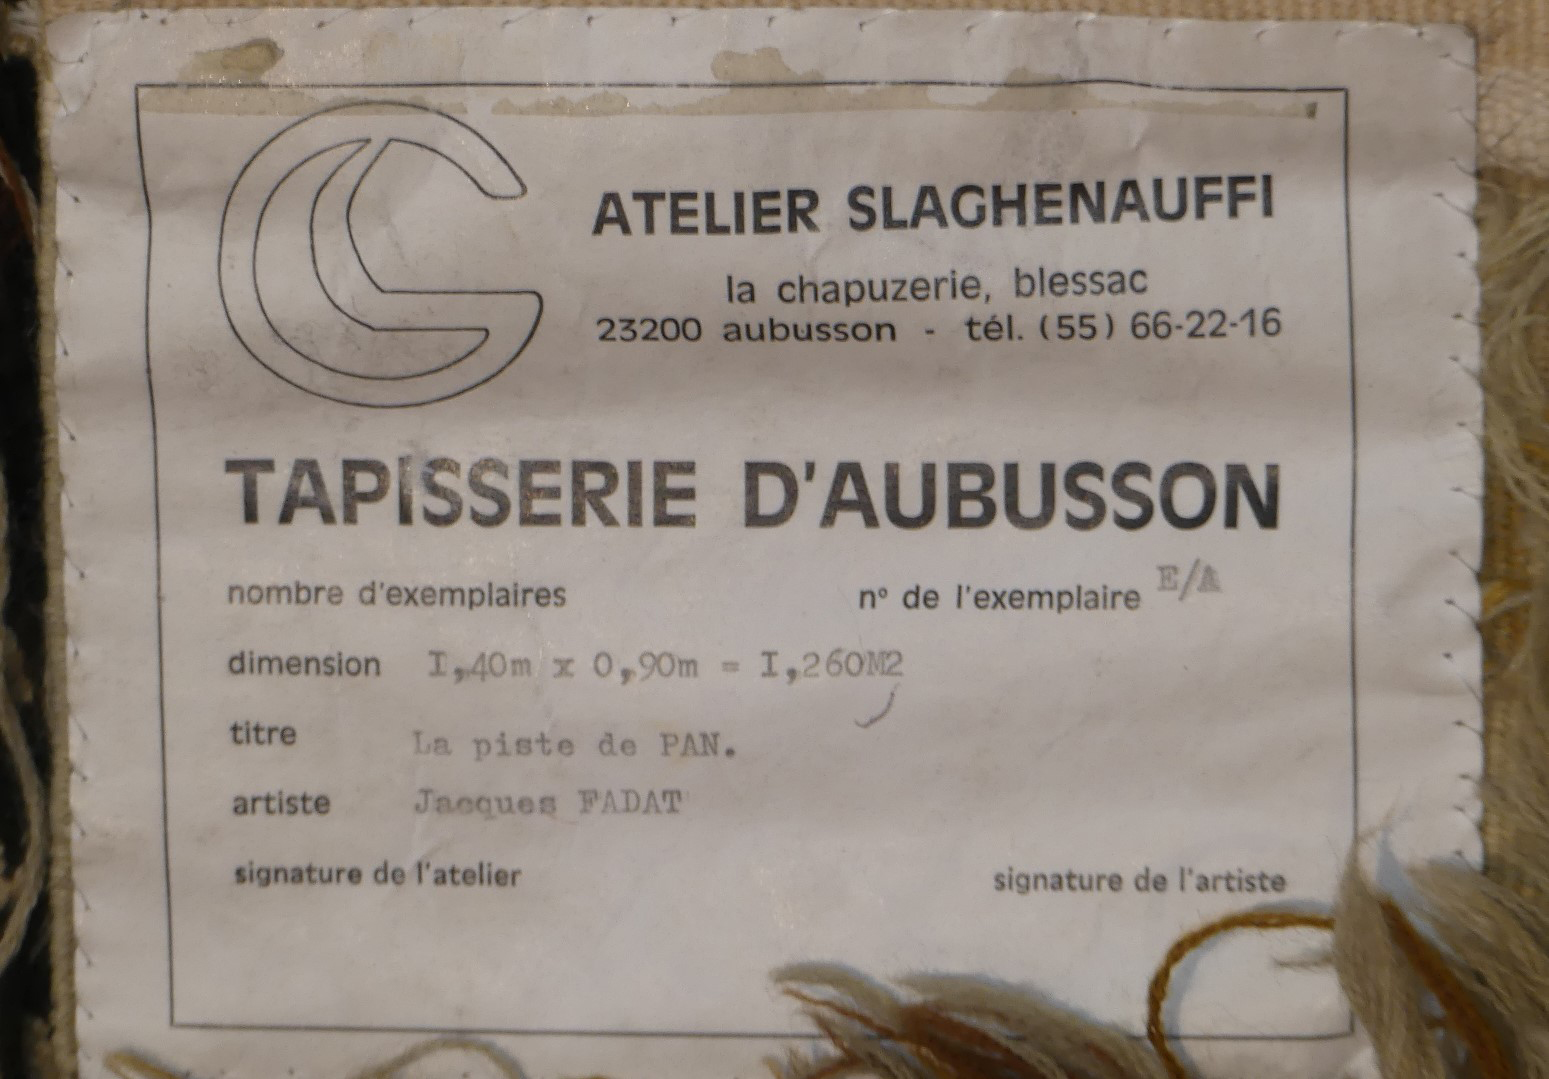 ATELIER SLAGHENAUFFI
la chapuzerie, blessac
23200 aubusson - tél. (55) 66-22-16
TAPISSERIE D'AUBUSSON
nombre d'exemplaires n° de l'exemplaire E/A
dimension I,40m x 0,90m = I,260M2
titre La piste de PAN.
artiste Jacques FADAT
signature de l'atelier signature de l'artiste